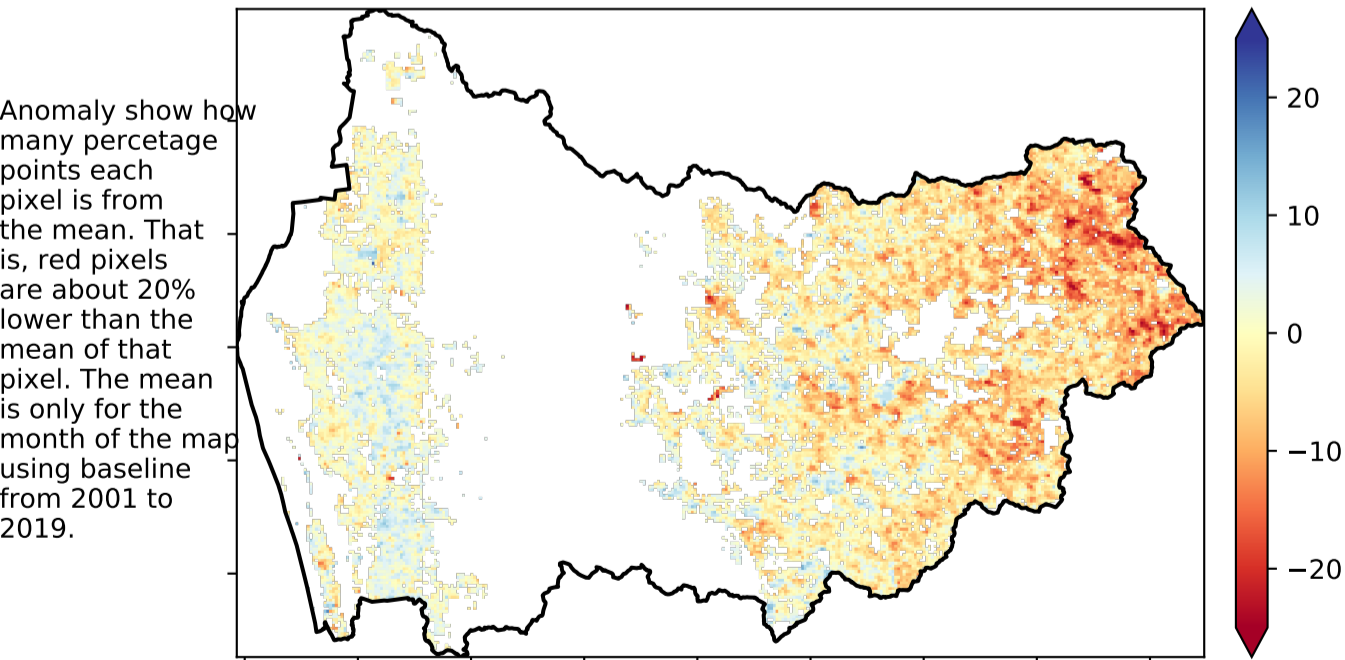 Anomaly show how
many percetage
points each
pixel is from
the mean. That
is, red pixels
are about 20%
lower than the
mean of that
pixel. The mean
is only for the
month of the map
using baseline
from 2001 to
2019.
20
10
0
−10
−20